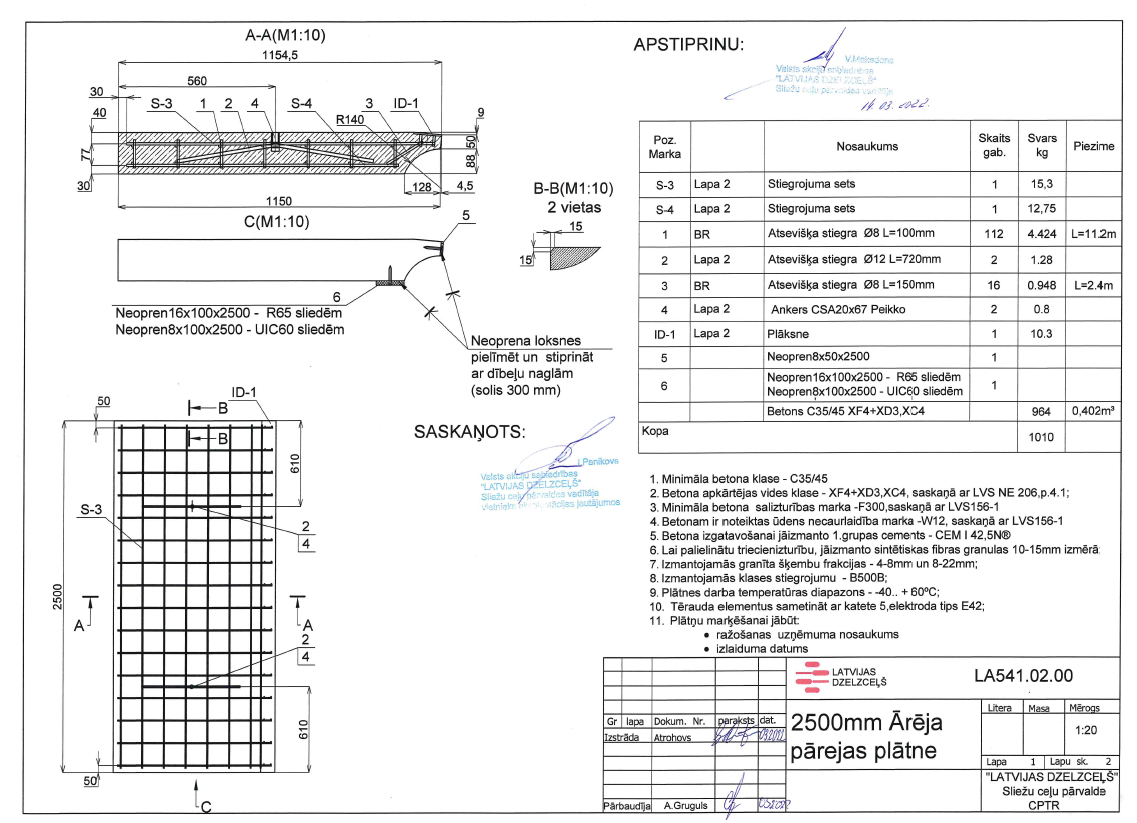 A-A(M1:10)
1154,5
560
30
S-3
1
2
4
S-4
3
ID-1
R140
9
40
77
30
50
88
128
4,5
1150
C(M1:10)
5
6
Neopren16x100x2500 - R65 sliedēm
Neopren8x100x2500 - UIC60 sliedēm
B-B(M1:10)
2 vietas
15
15
Neoprena loksnes
pielīmēt un stiprināt
ar dībeļu naglām
(solis 300 mm)
APSTIPRINU:
V.Maksdons
Valsts akciju sabiedrības
"LATVIJAS DZELZCEĻŠ"
Sliežu ceļu pārvaldes vadītājs
14.03.2022.
Poz. Marka Nosaukums Skaits gab. Svars kg Piezime
S-3 Lapa 2 Stiegrojuma sets 1 15,3
S-4 Lapa 2 Stiegrojuma sets 1 12,75
1 BR Atsevišķa stiegra Ø8 L=100mm 112 4.424 L=11.2m
2 Lapa 2 Atsevišķa stiegra Ø12 L=720mm 2 1.28
3 BR Atsevišķa stiegra Ø8 L=150mm 16 0.948 L=2.4m
4 Lapa 2 Ankers CSA20x67 Peikko 2 0.8
ID-1 Lapa 2 Plāksne 1 10.3
5 Neopren8x50x2500 1
6 Neopren16x100x2500 - R65 sliedēm
Neopren8x100x2500 - UIC60 sliedēm 1
Betons C35/45 XF4+XD3,XC4 964 0,402m³
Kopa 1010
SASKAŅOTS:
I.Panikovs
Valsts akciju sabiedrības
"LATVIJAS DZELZCEĻŠ"
Sliežu ceļu pārvaldes vadītāja
vietnieks jautājumos
50
ID-1
B
B
610
S-3
2
4
2500
A
A
2
4
610
50
C
1. Minimāla betona klase - C35/45
2. Betona apkārtējas vides klase - XF4+XD3,XC4, saskaņā ar LVS NE 206,p.4.1;
3. Minimāla betona salizturības marka -F300,saskaņā ar LVS156-1
4. Betonam ir noteiktas ūdens necaurlaidība marka -W12, saskaņā ar LVS156-1
5. Betona izgatavošanai jāizmanto 1.grupas cements - CEM I 42,5N®
6. Lai palielinātu triecienizturību, jāizmanto sintētiskas fibras granulas 10-15mm izmērā
7. Izmantojamās granīta šķembu frakcijas - 4-8mm un 8-22mm;
8. Izmantojamās klases stiegrojumu - B500B;
9. Plātnes darba temperatūras diapazons - -40.. + 60ºC;
10. Tērauda elementus sametināt ar katete 5,elektroda tips E42;
11. Plātņu marķēšanai jābūt:
• ražošanas uzņēmuma nosaukums
• izlaiduma datums
LATVIJAS
DZELZCEĻŠ
LA541.02.00
Gr lapa Dokum. Nr. paraksts dat.
Izstrāda Atrohovs 03.2022
Pārbaudīja A.Gruguls 03.2022
2500mm Ārēja
pārejas plātne
Litera Masa Mērogs
1:20
Lapa 1 Lapu sk. 2
"LATVIJAS DZELZCEĻŠ"
Sliežu ceļu pārvalde
CPTR